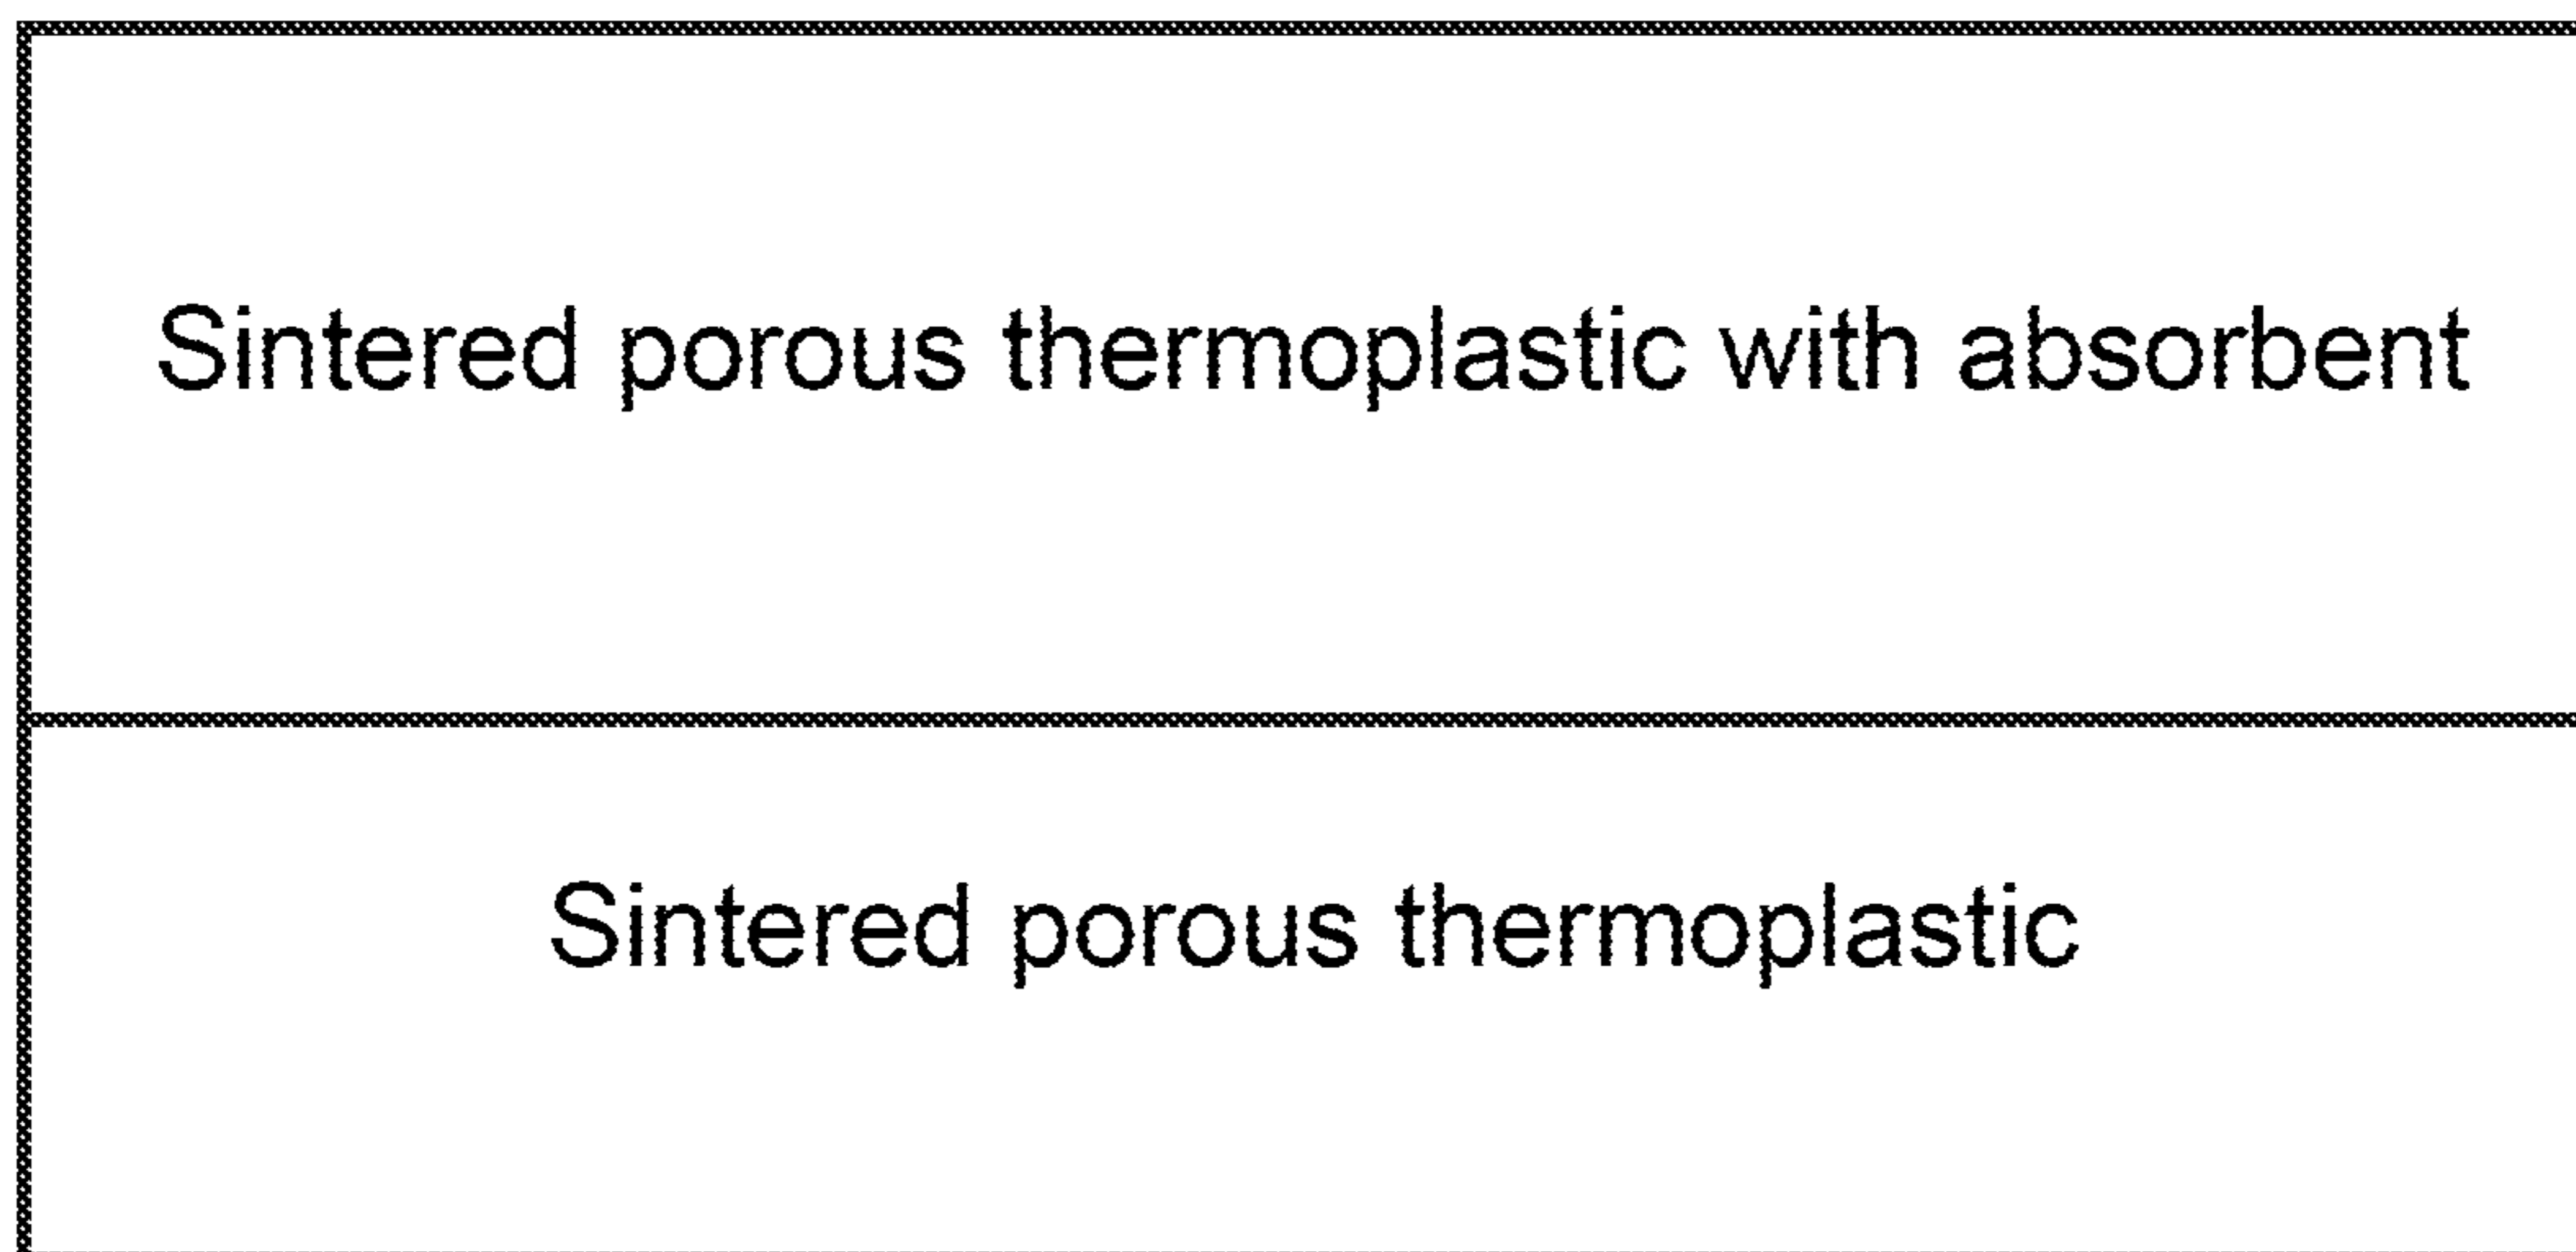 Sintered porous thermoplastic with absorbent
Sintered porous thermoplastic